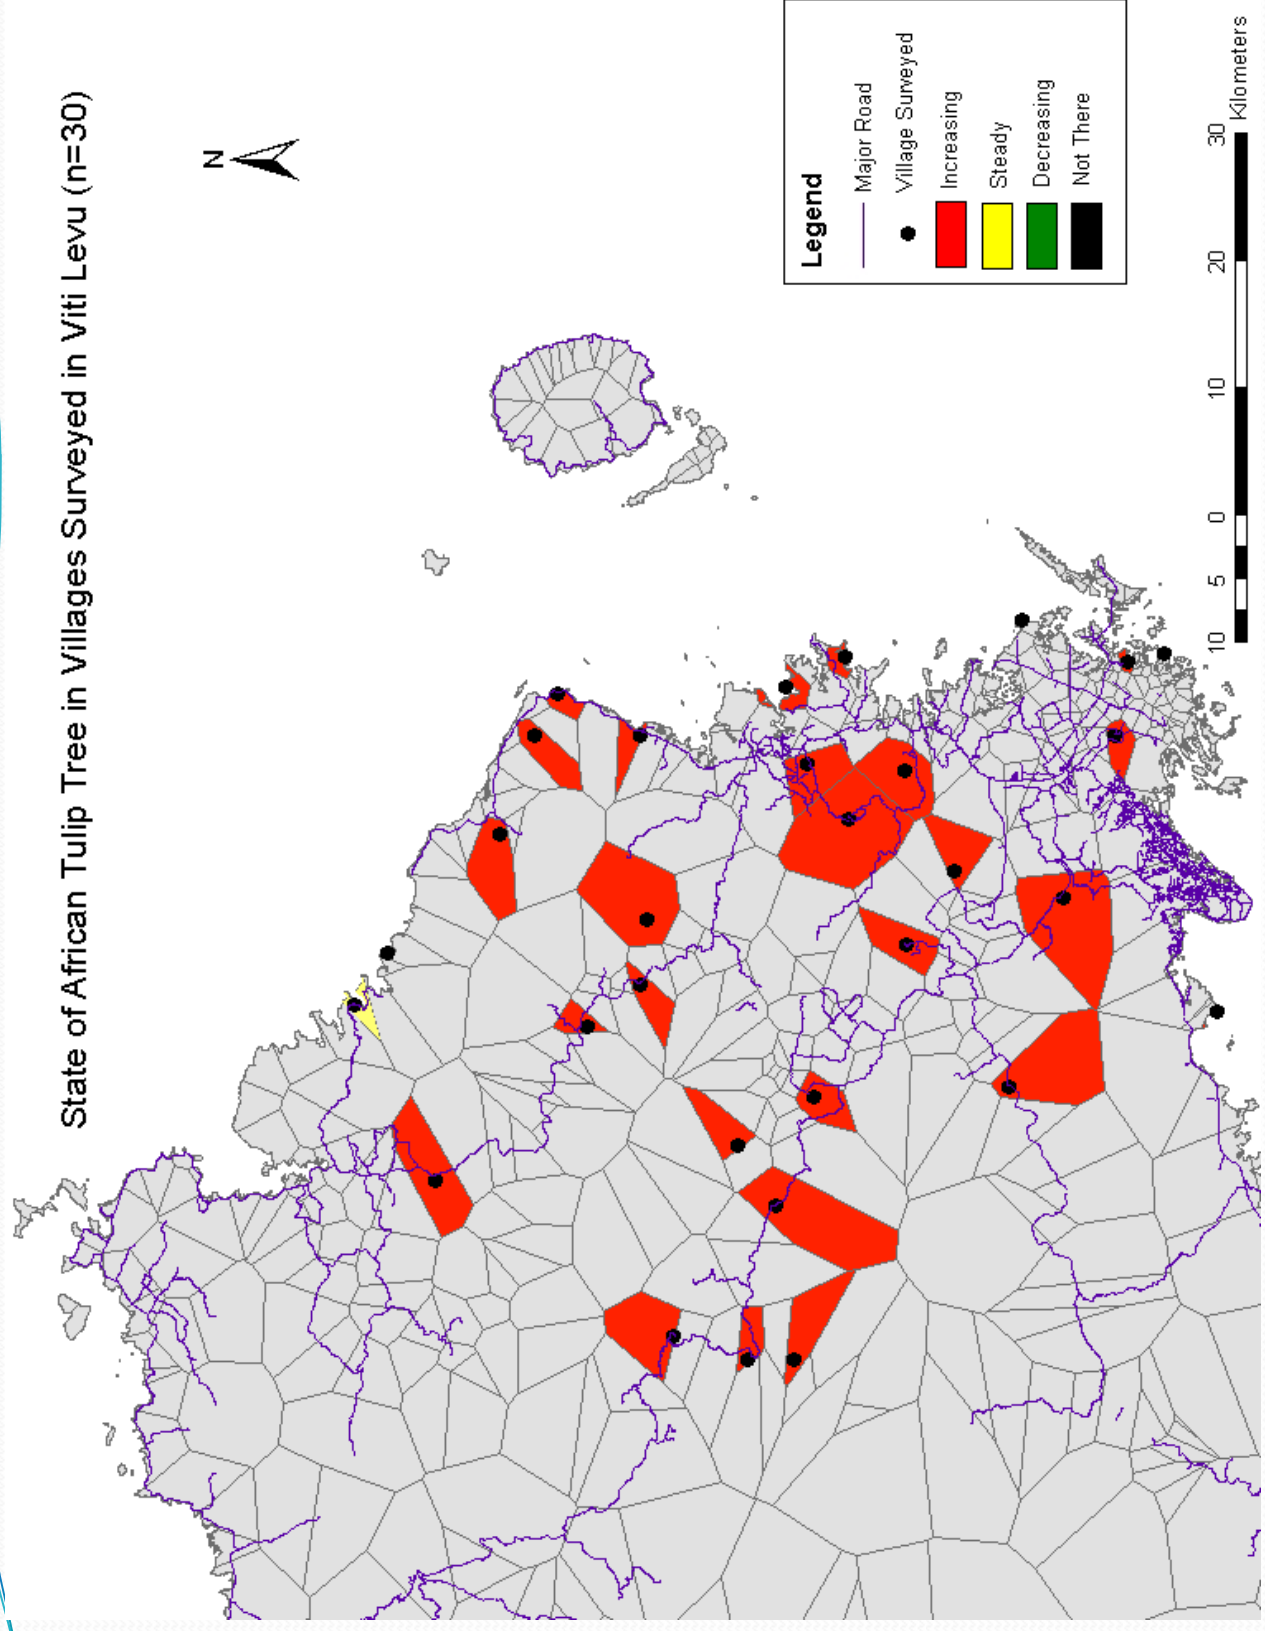 State of African Tulip Tree in Villages Surveyed in Viti Levu (n=30)
N
Legend
Major Road
Village Surveyed
Increasing
Steady
Decreasing
Not There
10 5 0 10 20 30
Kilometers